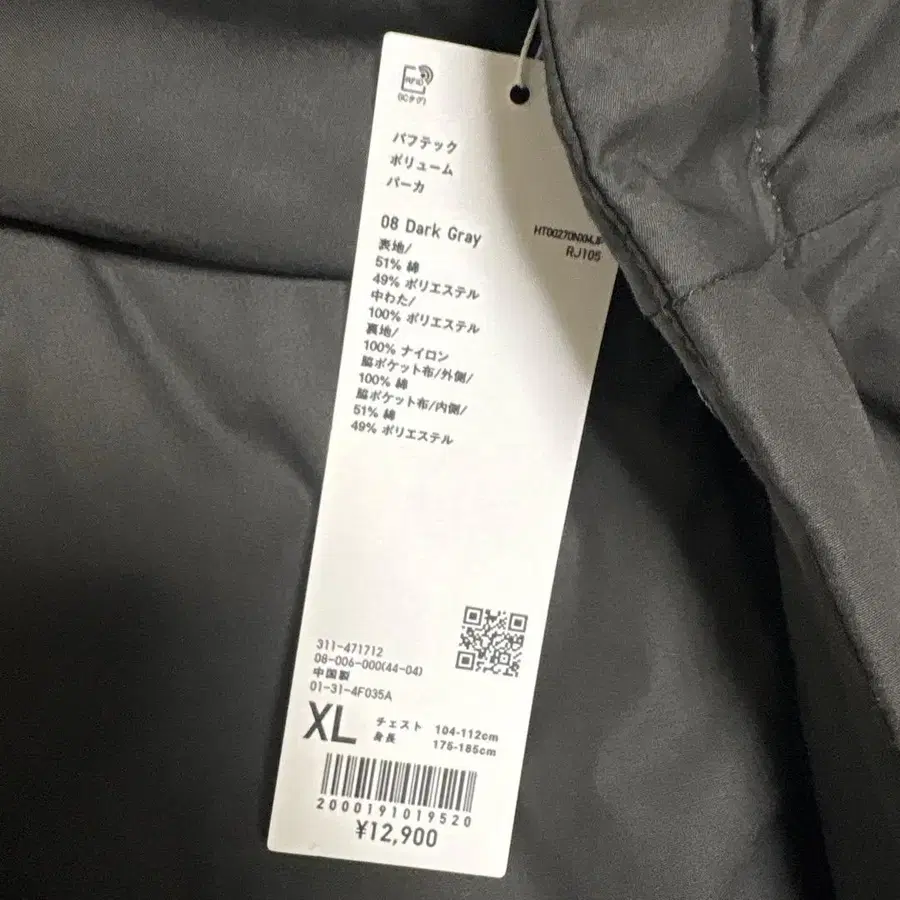 RFID
(ICタグ)
パフテック
ボリューム
パーカ
08 Dark Gray
HT00270NXMJF
RJ105
表地/
51% 綿
49% ポリエステル
中わた/
100% ポリエステル
裏地/
100% ナイロン
脇ポケット布/外側/
100% 綿
脇ポケット布/内側/
51% 綿
49% ポリエステル
311-471712
08-006-000(44-04)
中国製
01-31-4F035A
XL
チェスト 104-112cm
身長 175-185cm
2000191019520
¥12,900